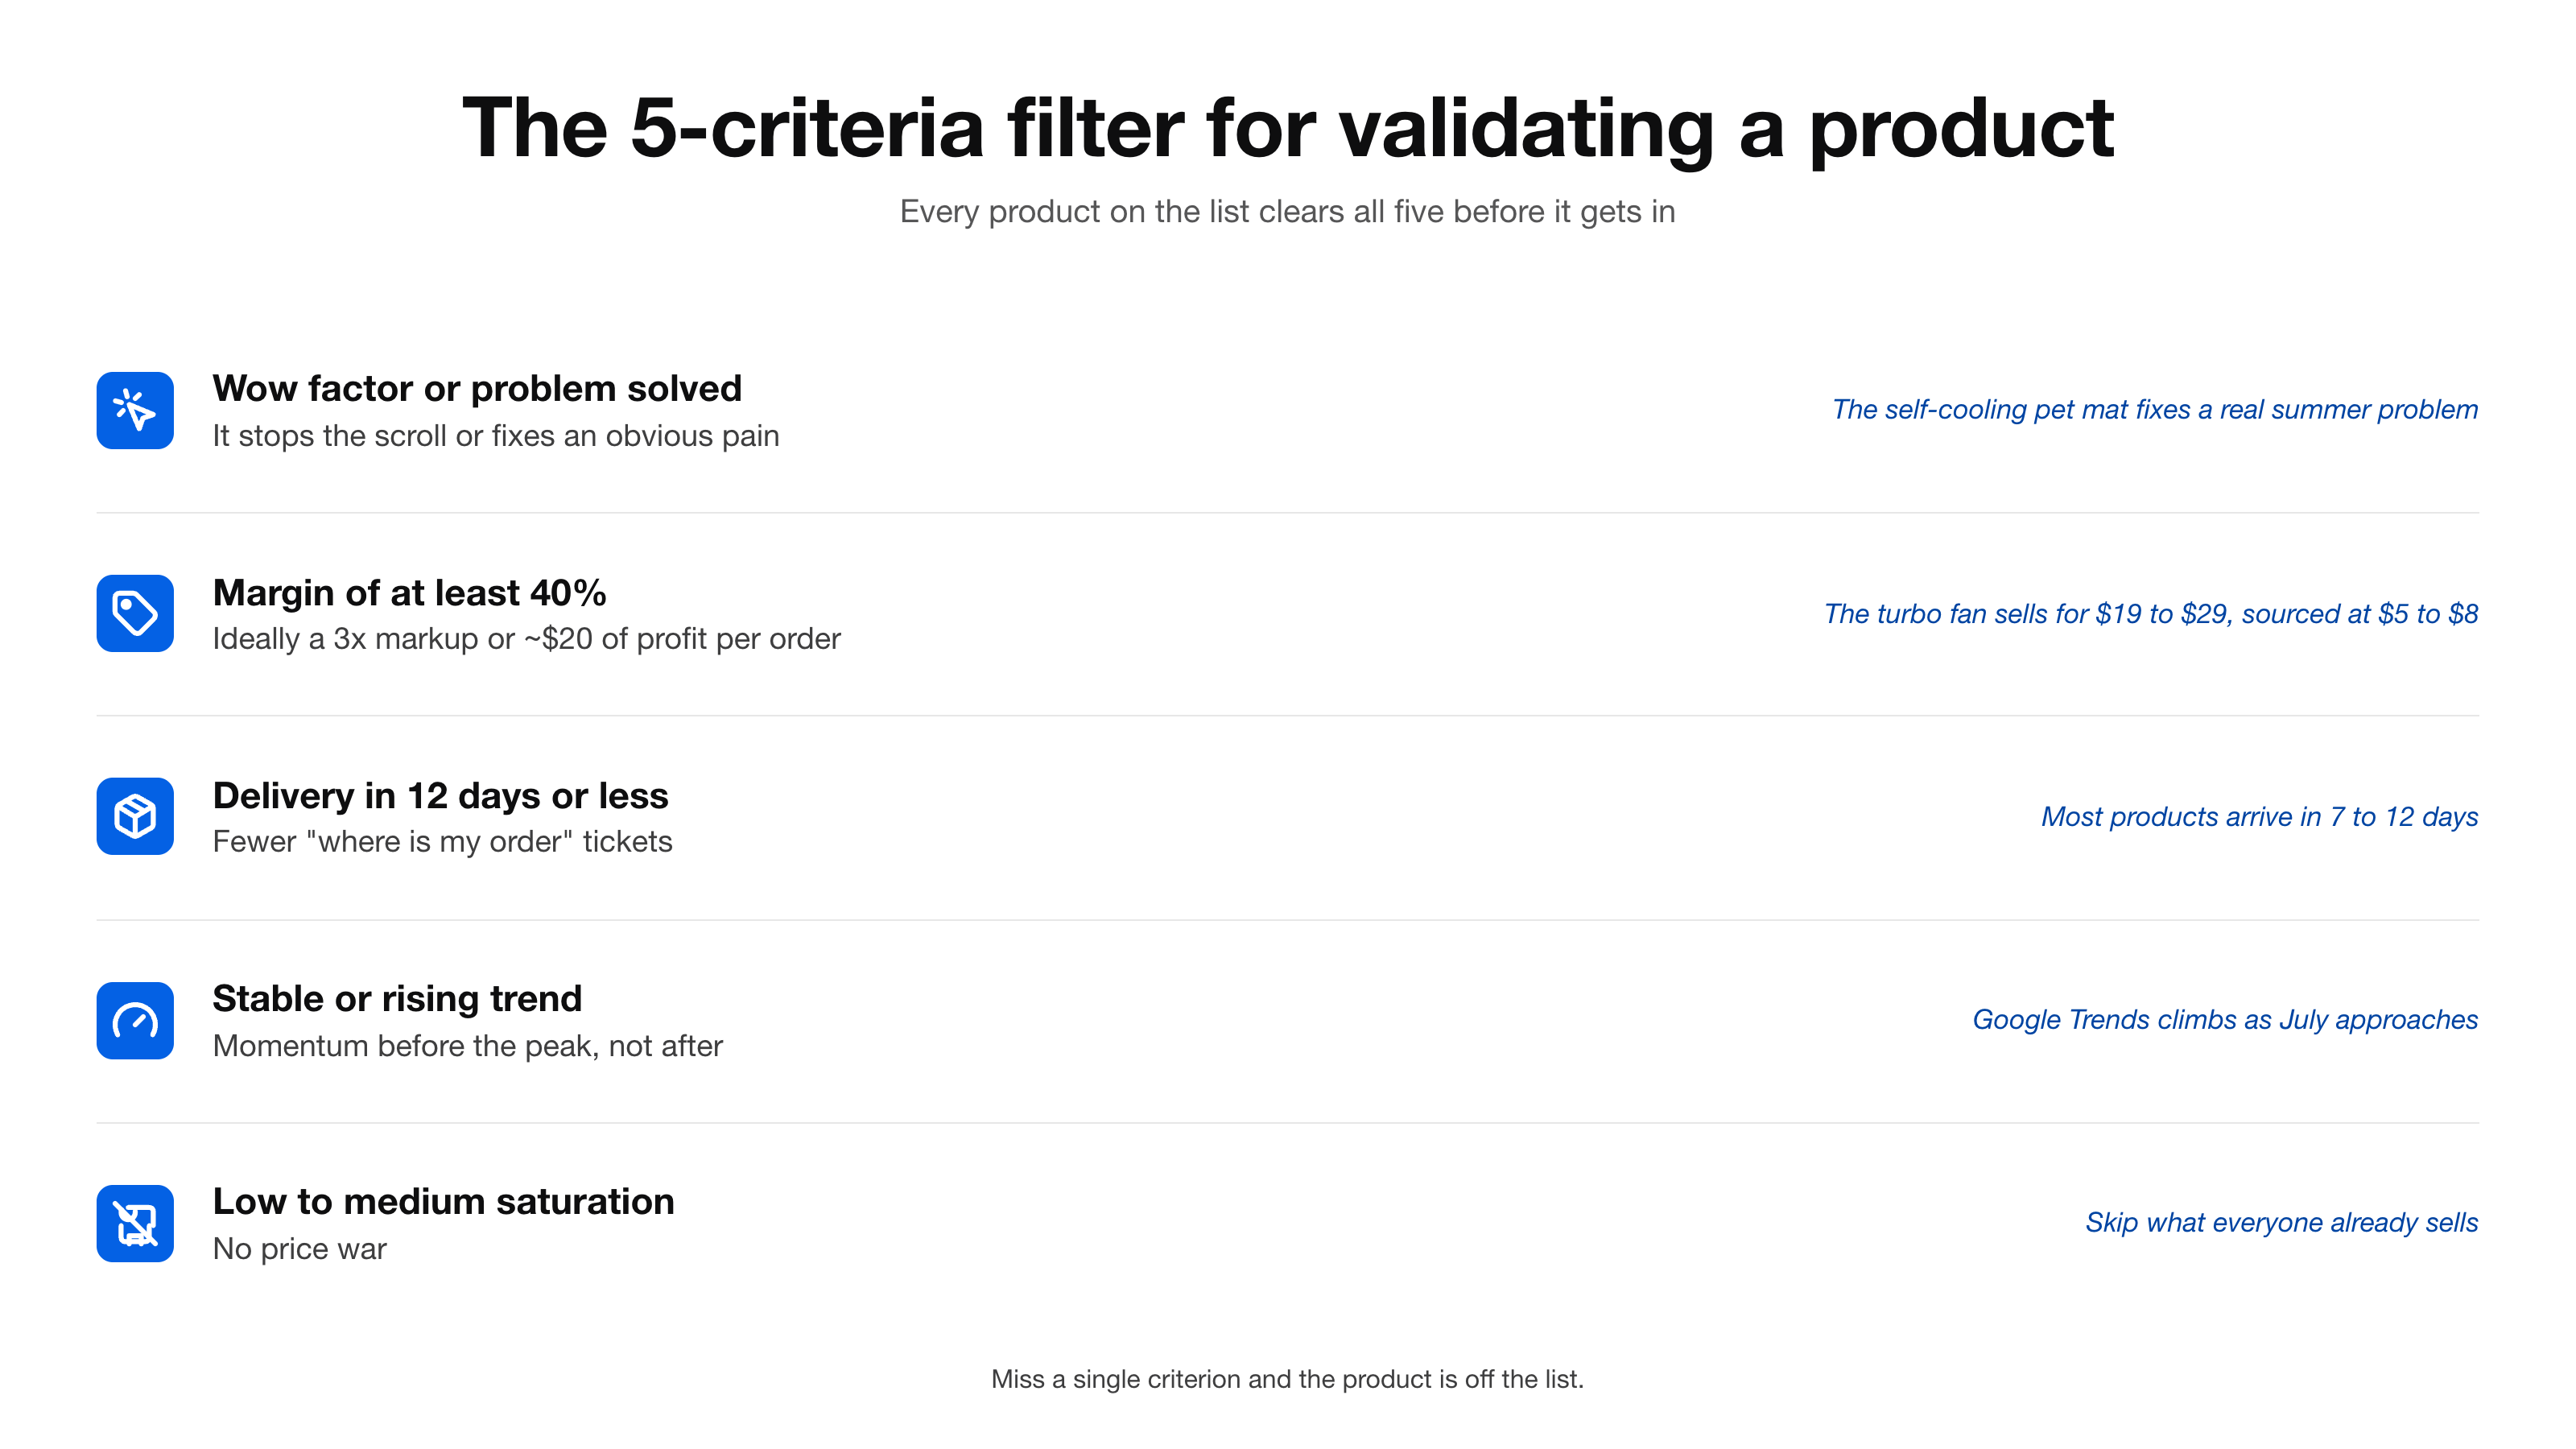 The 5-criteria filter for validating a product
Every product on the list clears all five before it gets in
Wow factor or problem solved
It stops the scroll or fixes an obvious pain
The self-cooling pet mat fixes a real summer problem
Margin of at least 40%
Ideally a 3x markup or ~$20 of profit per order
The turbo fan sells for $19 to $29, sourced at $5 to $8
Delivery in 12 days or less
Fewer "where is my order" tickets
Most products arrive in 7 to 12 days
Stable or rising trend
Momentum before the peak, not after
Google Trends climbs as July approaches
Low to medium saturation
No price war
Skip what everyone already sells
Miss a single criterion and the product is off the list.